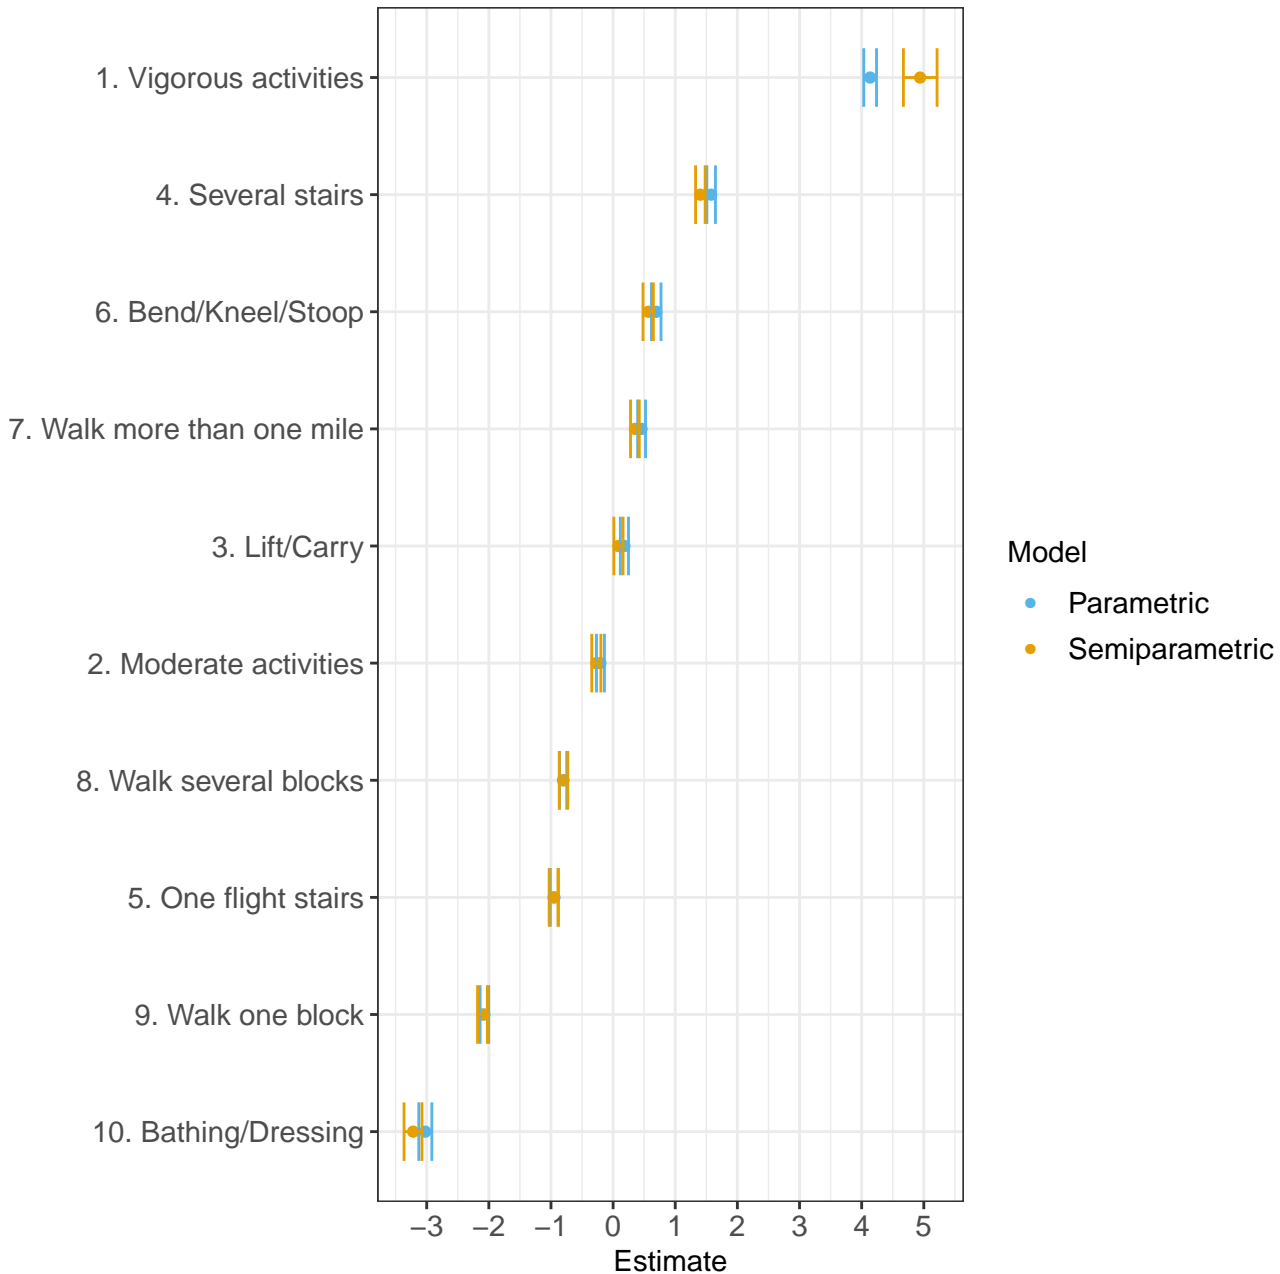 1. Vigorous activities
4. Several stairs
6. Bend/Kneel/Stoop
7. Walk more than one mile
3. Lift/Carry
2. Moderate activities
8. Walk several blocks
5. One flight stairs
9. Walk one block
10. Bathing/Dressing
−3 −2 −1 0 1 2 3 4 5
Estimate
Model
Parametric
Semiparametric